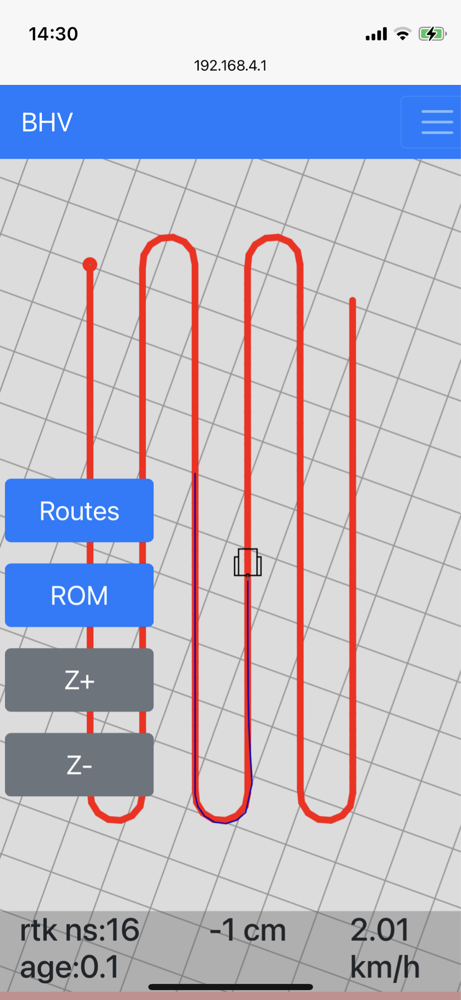 14:30
192.168.4.1
BHV
Routes
ROM
Z+
Z-
rtk ns:16 -1 cm 2.01
age:0.1 km/h